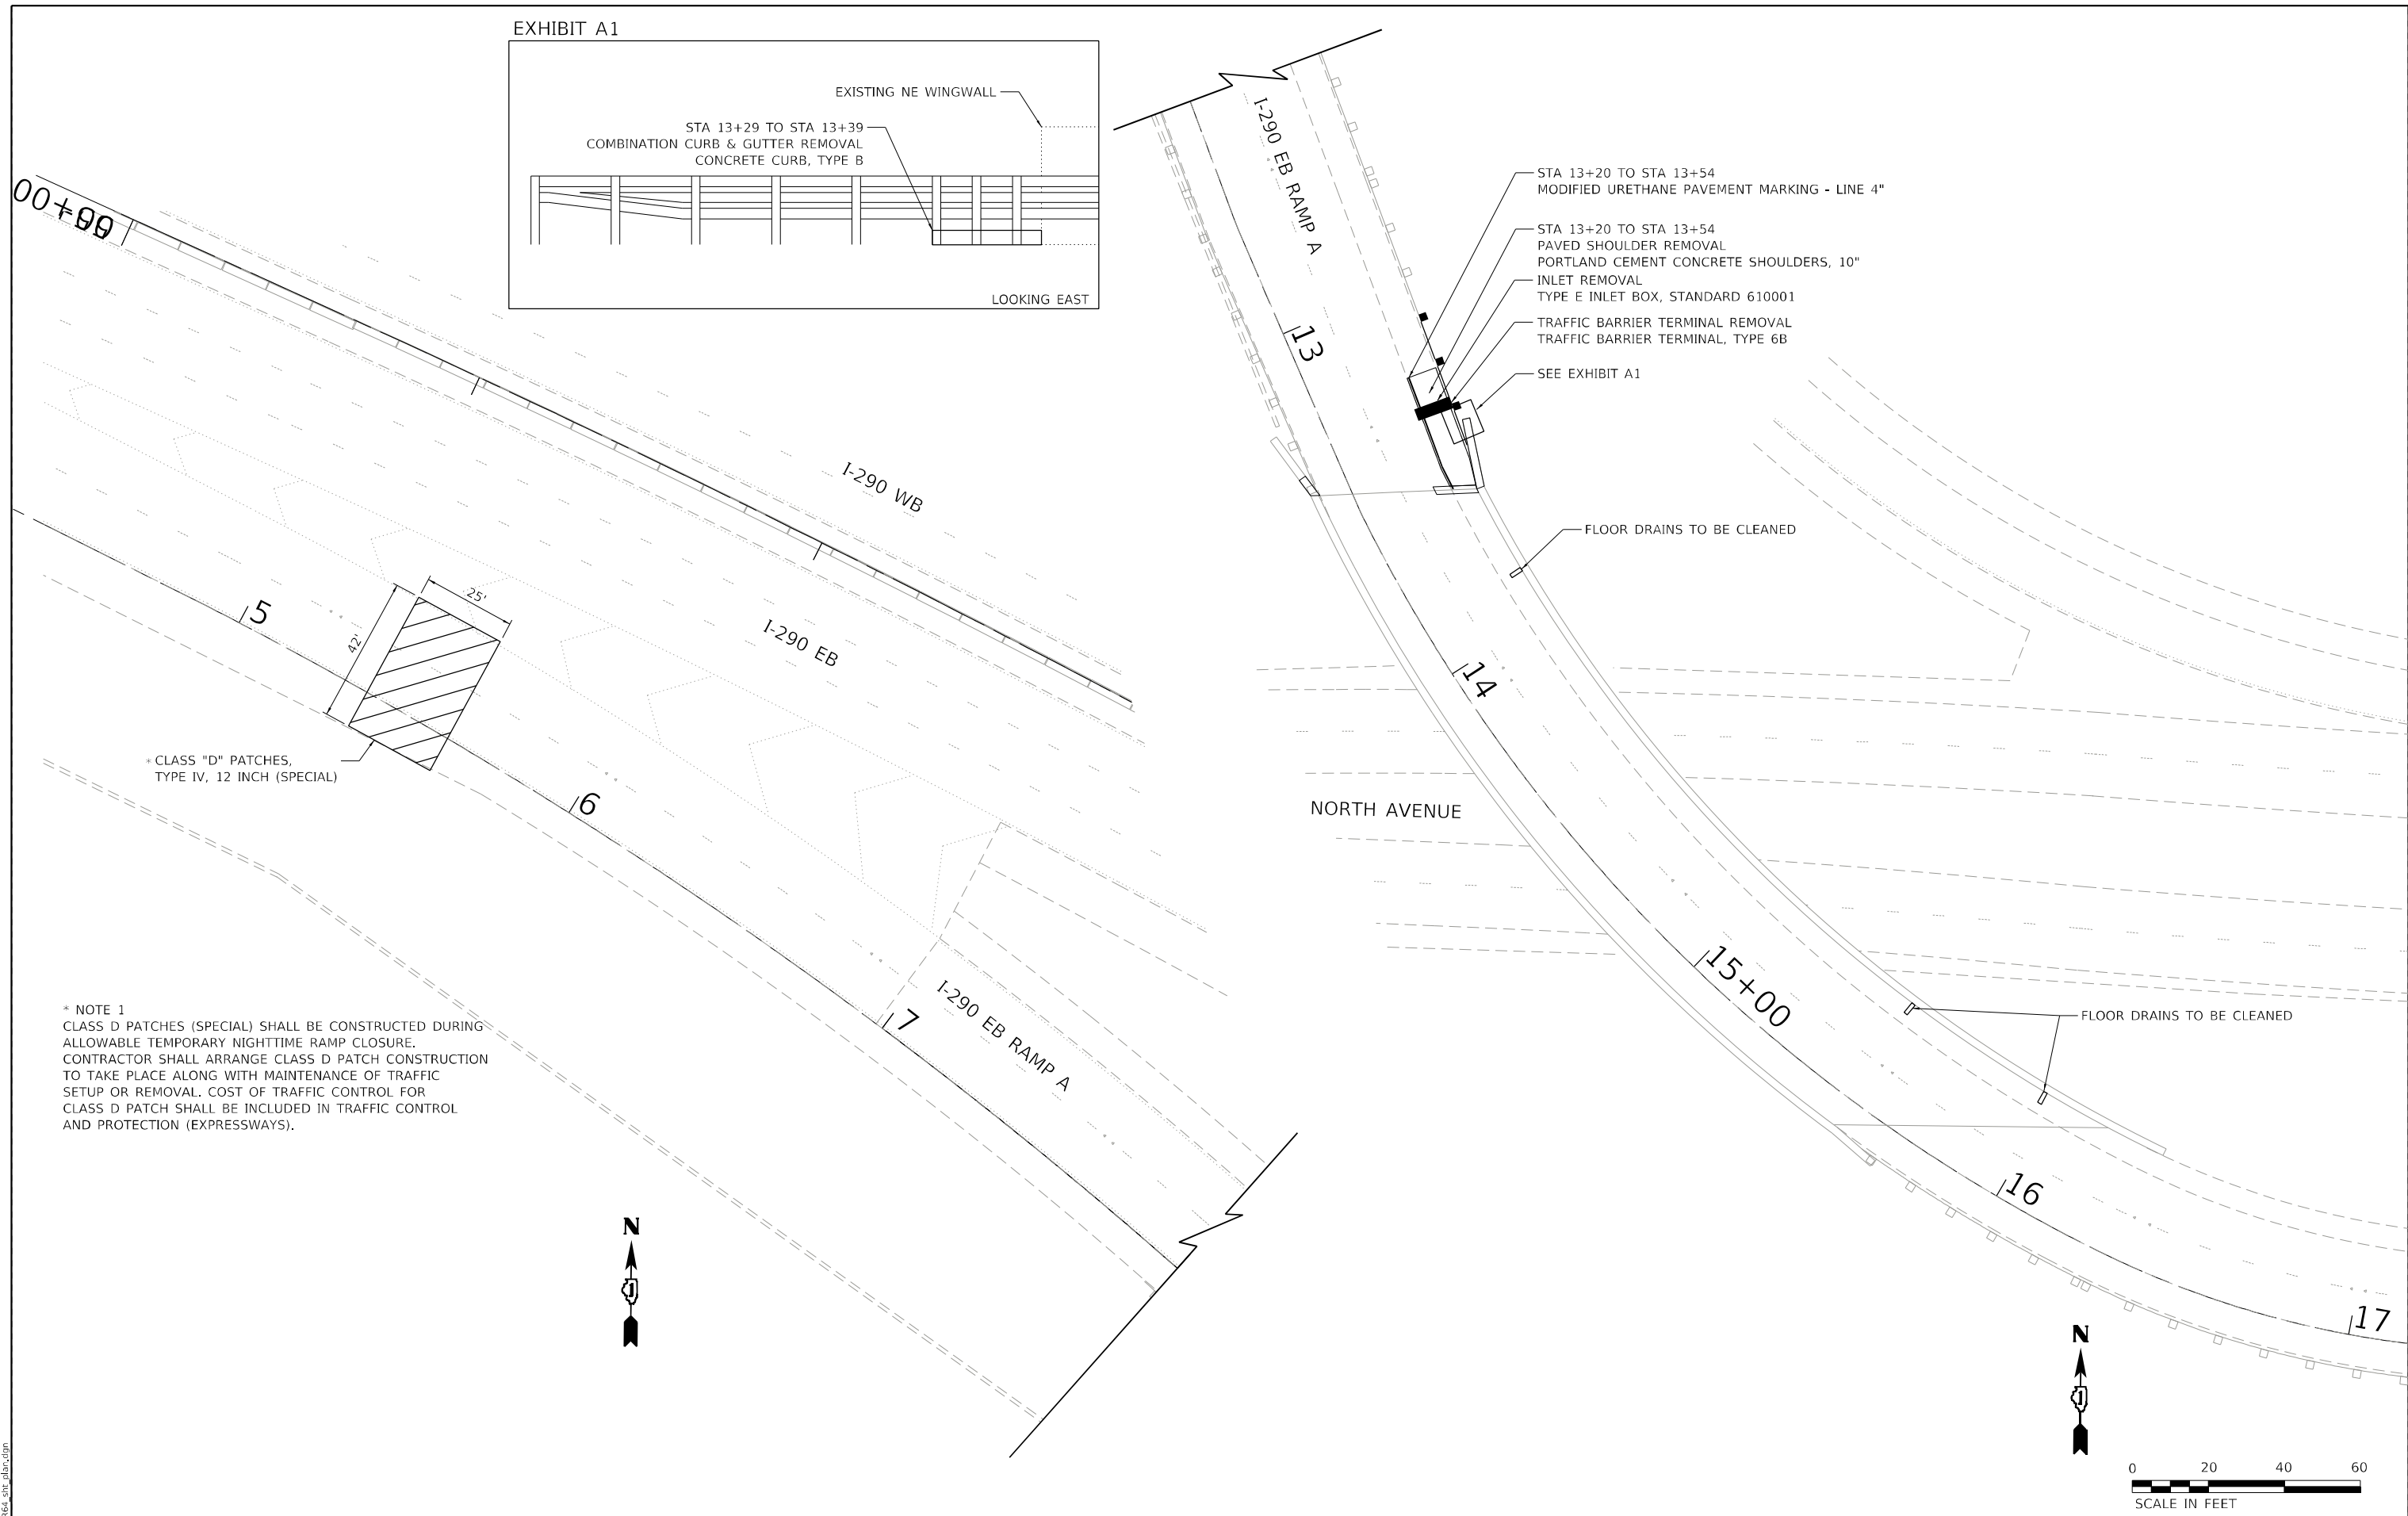 EXHIBIT A1
EXISTING NE WINGWALL
STA 13+29 TO STA 13+39
COMBINATION CURB & GUTTER REMOVAL
CONCRETE CURB, TYPE B
LOOKING EAST
I-290 WB
I-290 EB
5
25'
42'
* CLASS "D" PATCHES,
TYPE IV, 12 INCH (SPECIAL)
6
7
I-290 EB RAMP A
* NOTE 1
CLASS D PATCHES (SPECIAL) SHALL BE CONSTRUCTED DURING
ALLOWABLE TEMPORARY NIGHTTIME RAMP CLOSURE.
CONTRACTOR SHALL ARRANGE CLASS D PATCH CONSTRUCTION
TO TAKE PLACE ALONG WITH MAINTENANCE OF TRAFFIC
SETUP OR REMOVAL. COST OF TRAFFIC CONTROL FOR
CLASS D PATCH SHALL BE INCLUDED IN TRAFFIC CONTROL
AND PROTECTION (EXPRESSWAYS).
N
I-290 EB RAMP A
13
STA 13+20 TO STA 13+54
MODIFIED URETHANE PAVEMENT MARKING - LINE 4"
STA 13+20 TO STA 13+54
PAVED SHOULDER REMOVAL
PORTLAND CEMENT CONCRETE SHOULDERS, 10"
INLET REMOVAL
TYPE E INLET BOX, STANDARD 610001
TRAFFIC BARRIER TERMINAL REMOVAL
TRAFFIC BARRIER TERMINAL, TYPE 6B
SEE EXHIBIT A1
FLOOR DRAINS TO BE CLEANED
14
NORTH AVENUE
15+00
FLOOR DRAINS TO BE CLEANED
16
17
N
0 20 40 60
SCALE IN FEET